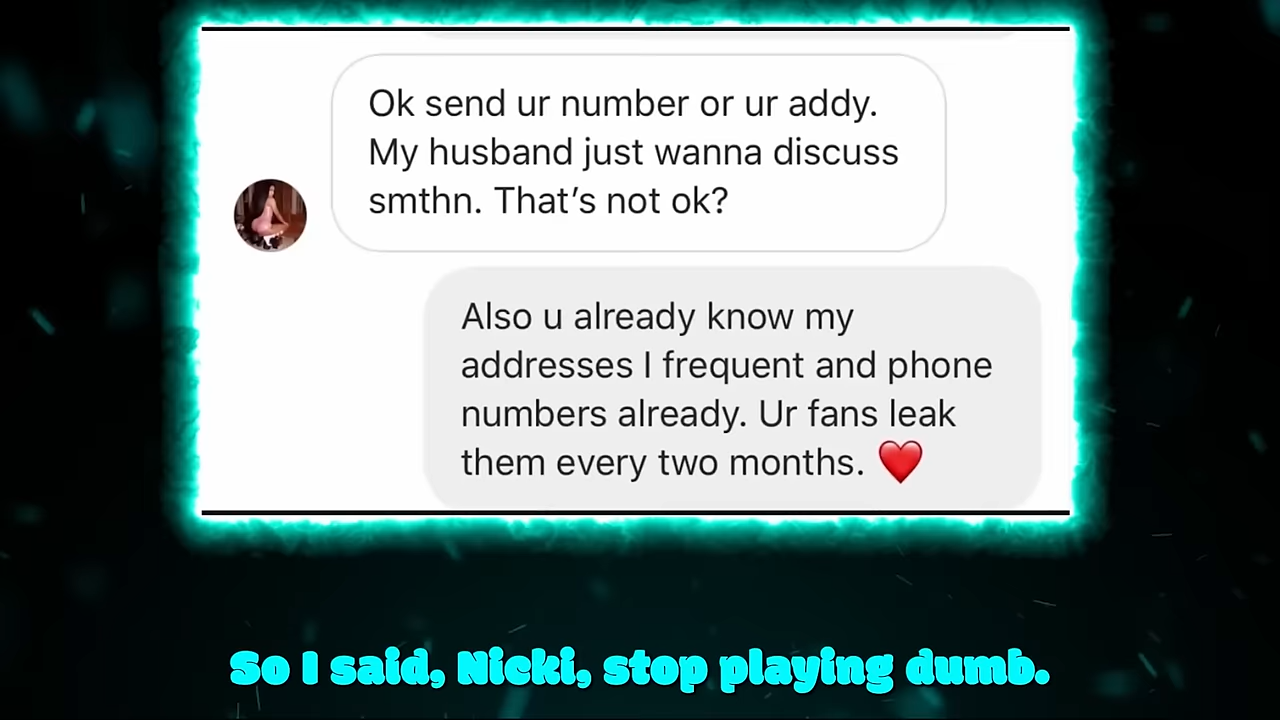 Ok send ur number or ur addy.
My husband just wanna discuss
smthn. That’s not ok?
Also u already know my
addresses I frequent and phone
numbers already. Ur fans leak
them every two months. ❤️
So I said, Nicki, stop playing dumb.